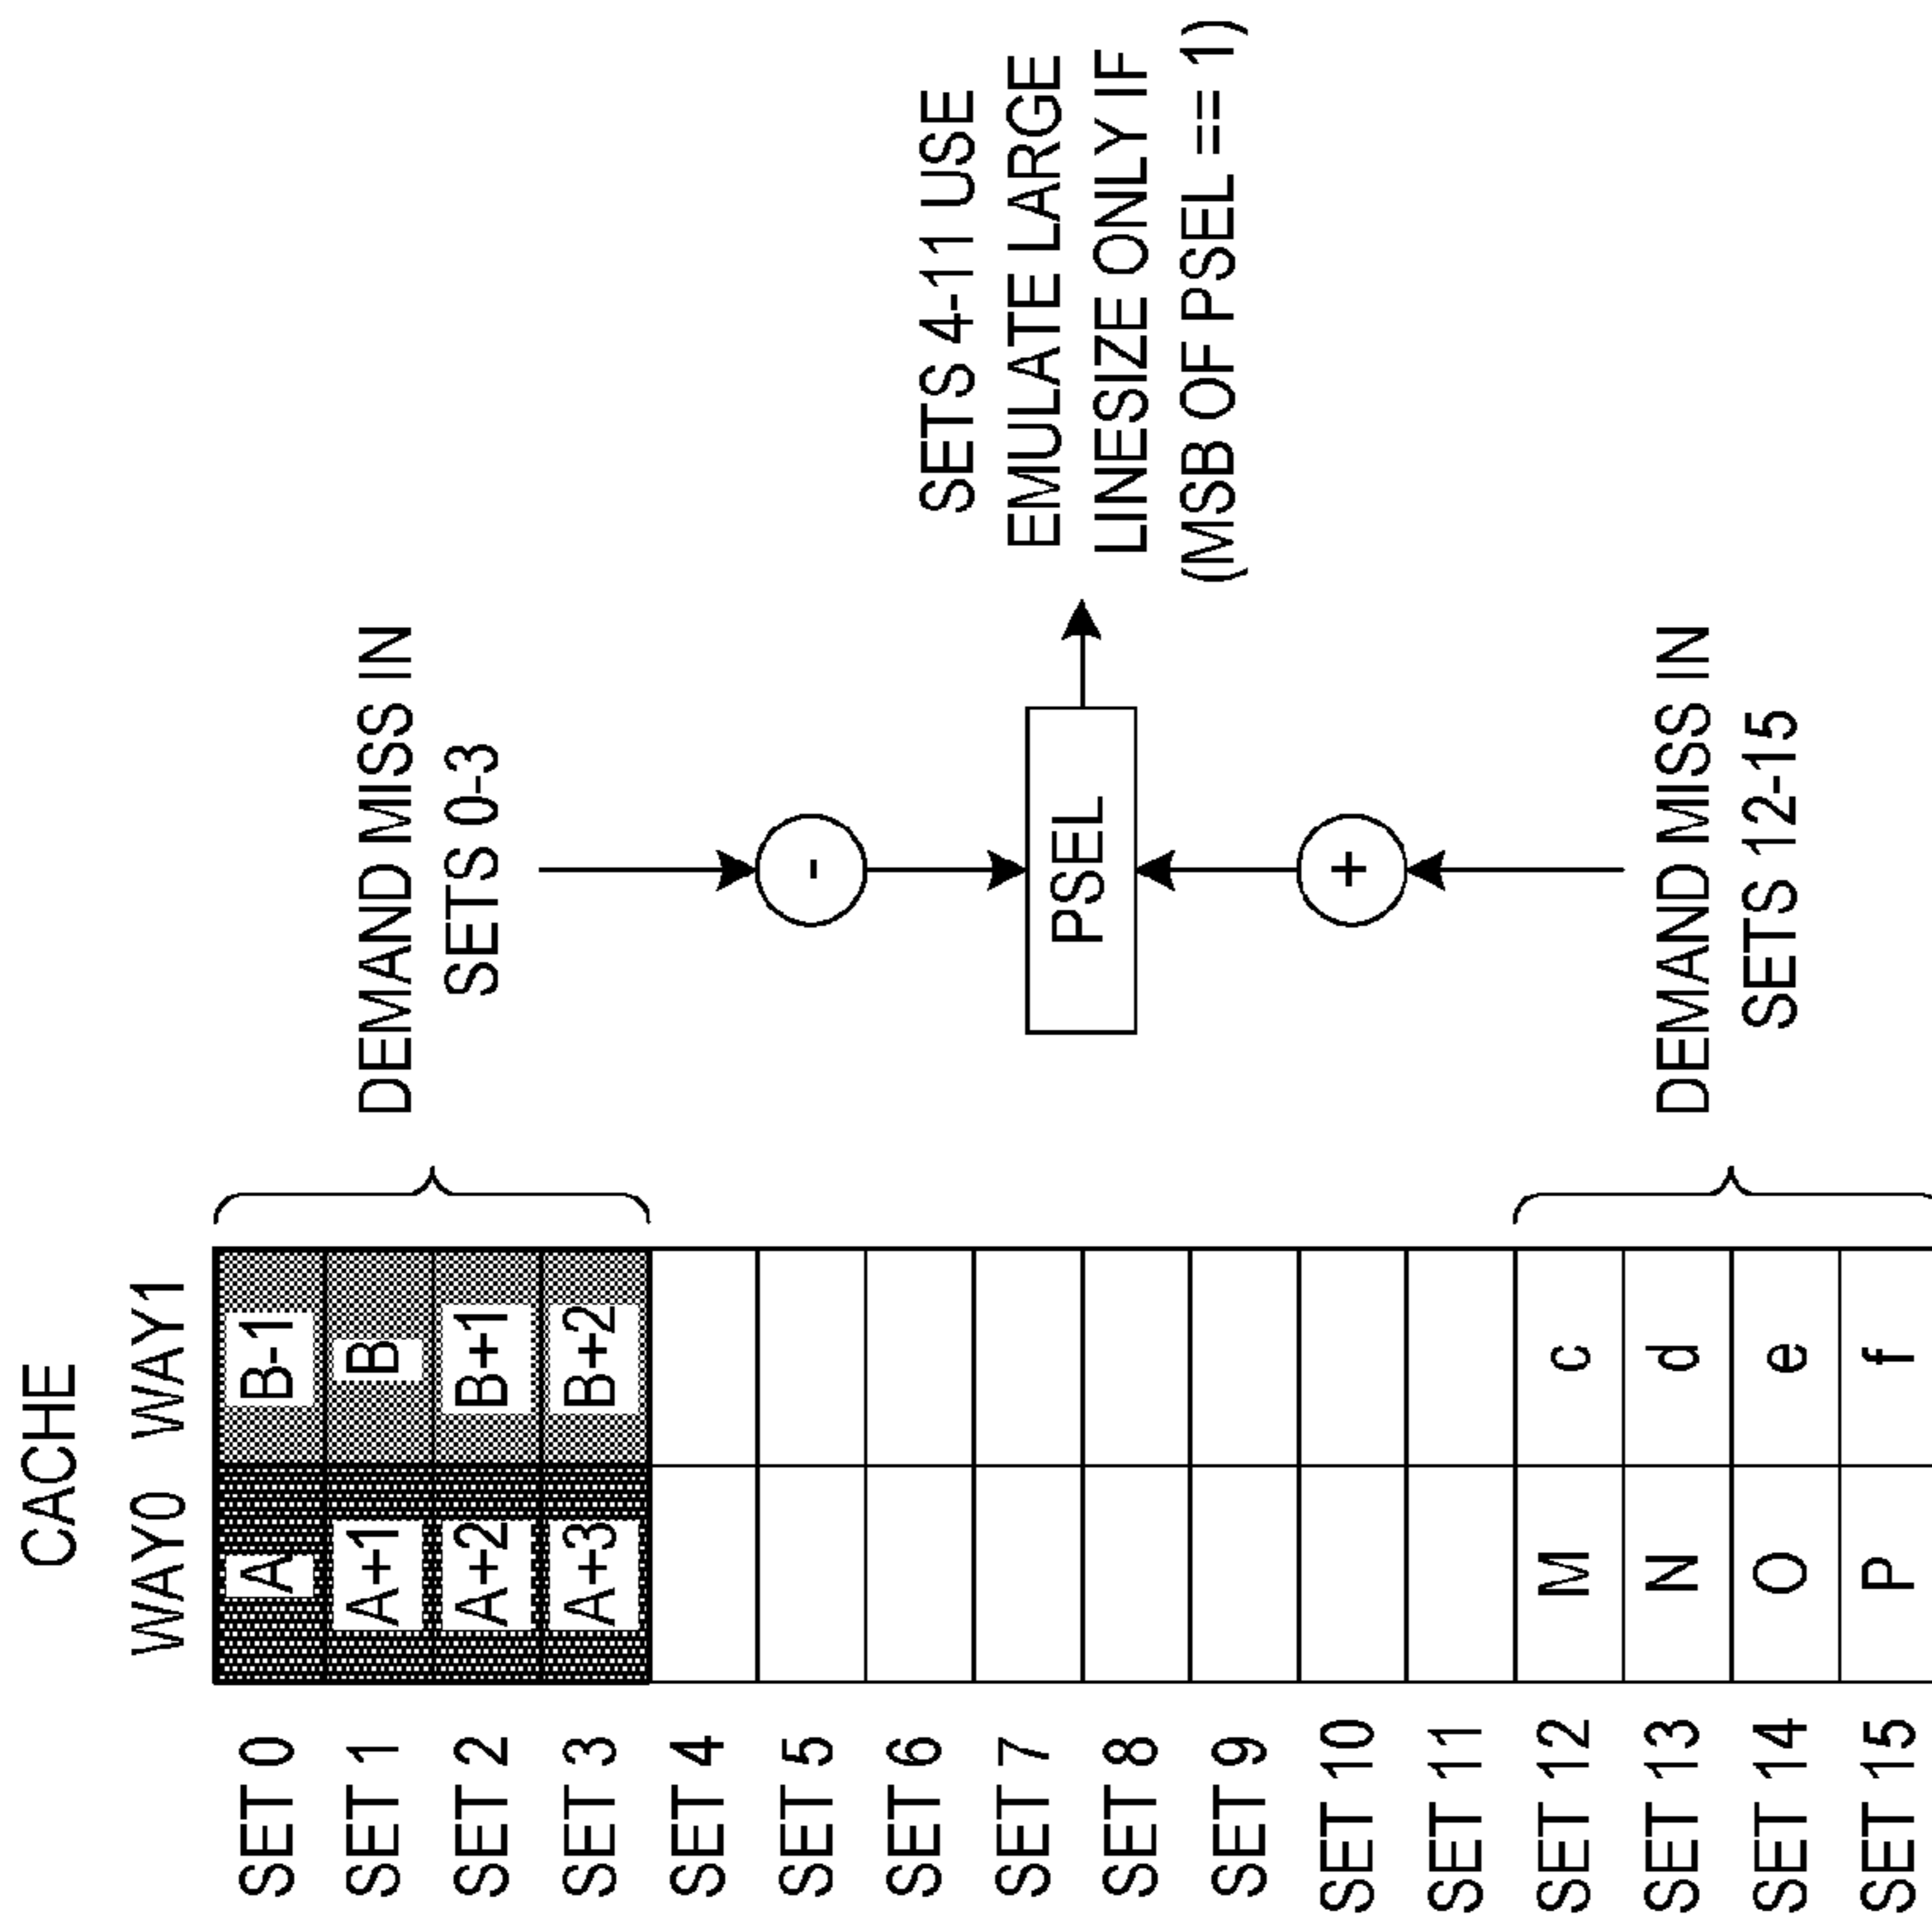 CACHE
WAY0 WAY1
SET 0 A B-1
SET 1 A+1 B
SET 2 A+2 B+1
SET 3 A+3 B+2
SET 4
SET 5
SET 6
SET 7
SET 8
SET 9
SET 10
SET 11
SET 12 M c
SET 13 N d
SET 14 O e
SET 15 P f
DEMAND MISS IN
SETS 0-3
-
PSEL
+
DEMAND MISS IN
SETS 12-15
SETS 4-11 USE
EMULATE LARGE
LINESIZE ONLY IF
(MSB OF PSEL == 1)